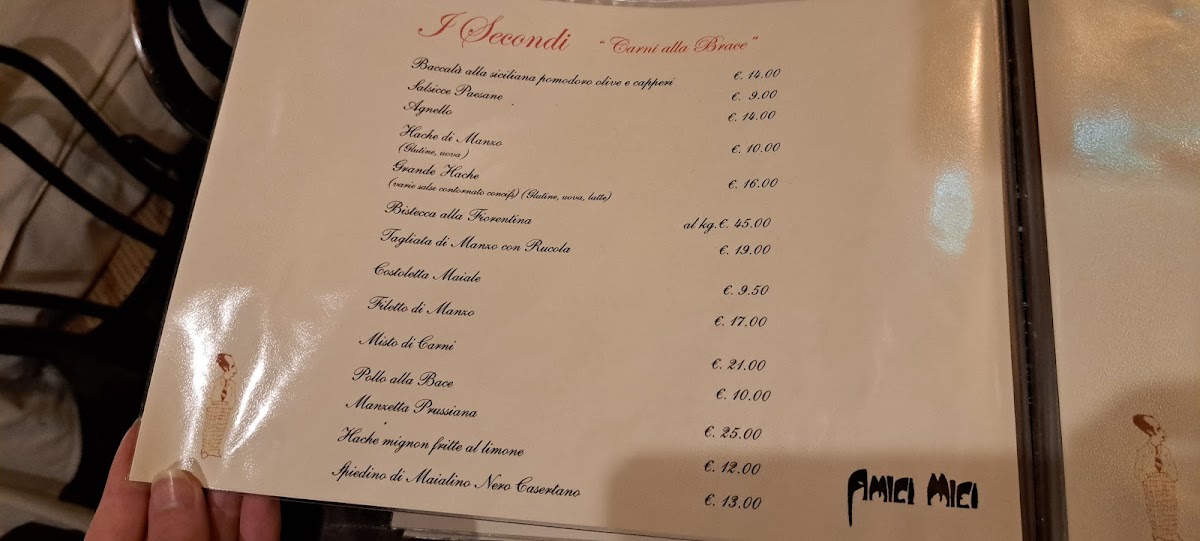 I Secondi "Carni alla Brace"
Baccalà alla siciliana pomodoro olive e capperi €. 14.00
Salsicce Paesane €. 9.00
Agnello €. 14.00
Hache di Manzo €. 10.00
(Glutine, uova)
Grande Hache €. 16.00
(varie salse contornato concifs) (Glutine, uova, latte)
Bistecca alla Fiorentina al kg.€. 45.00
Tagliata di Manzo con Rucola €. 19.00
Costoletta Maiale €. 9.50
Filetto di Manzo €. 17.00
Misto di Carni €. 21.00
Pollo alla Bace €. 10.00
Manzetta Prussiana €. 25.00
Hache mignon fritte al limone €. 12.00
Spiedino di Maialino Nero Casertano €. 13.00
AMICI MIEI